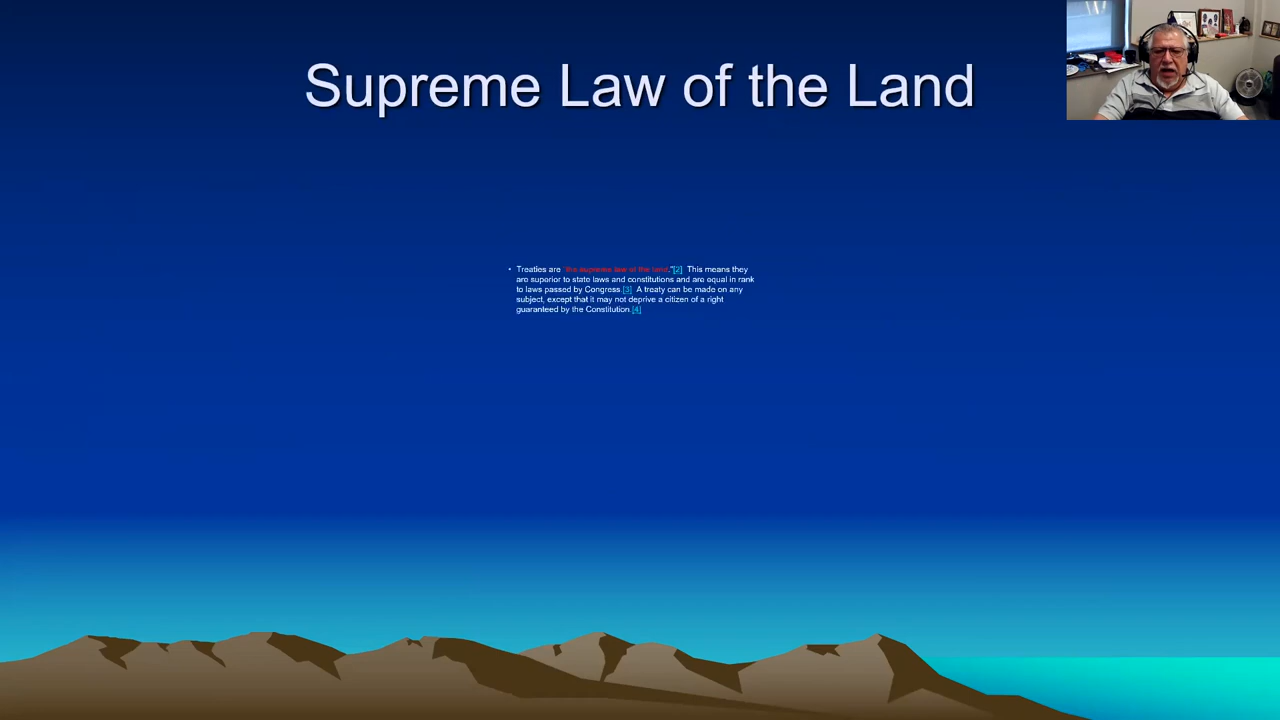 Supreme Law of the Land
• Treaties are "the supreme law of the land."[2] This means they
are superior to state laws and constitutions and are equal in rank
to laws passed by Congress.[3] A treaty can be made on any
subject, except that it may not deprive a citizen of a right
guaranteed by the Constitution.[4]